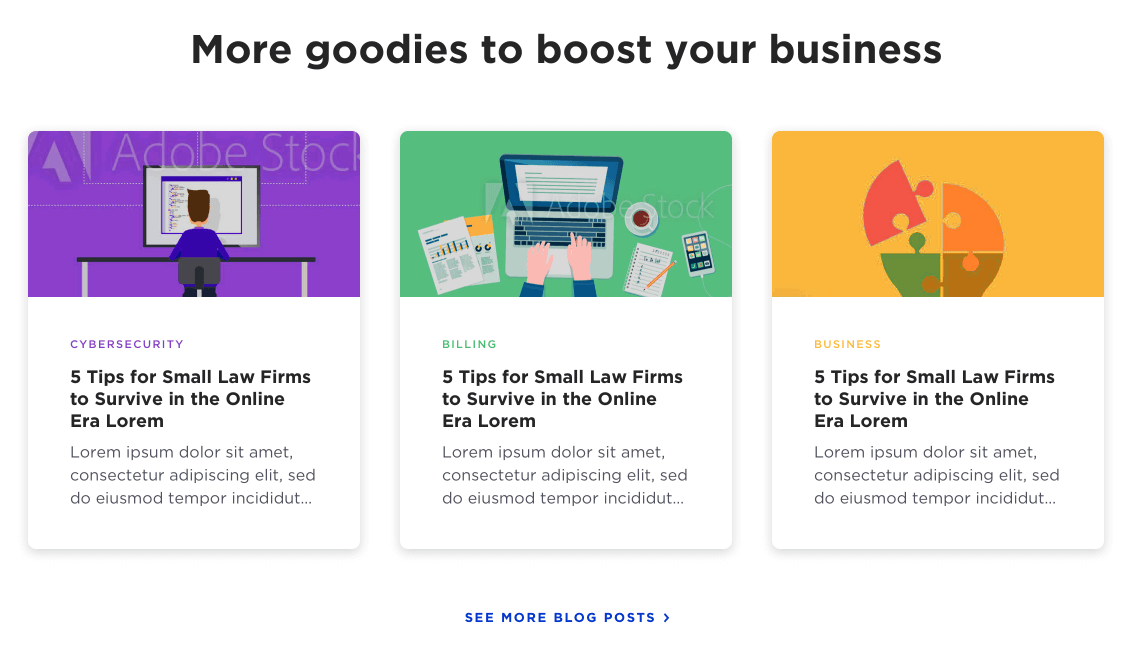 More goodies to boost your business
Adobe Stock
Adobe Stock
CYBERSECURITY
5 Tips for Small Law Firms
to Survive in the Online
Era Lorem
Lorem ipsum dolor sit amet,
consectetur adipiscing elit, sed
do eiusmod tempor incididut...
BILLING
5 Tips for Small Law Firms
to Survive in the Online
Era Lorem
Lorem ipsum dolor sit amet,
consectetur adipiscing elit, sed
do eiusmod tempor incididut...
BUSINESS
5 Tips for Small Law Firms
to Survive in the Online
Era Lorem
Lorem ipsum dolor sit amet,
consectetur adipiscing elit, sed
do eiusmod tempor incididut...
SEE MORE BLOG POSTS >